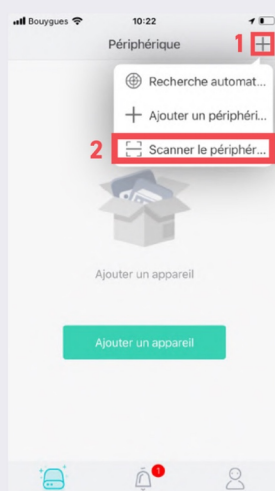 Bouygues 10:22
Périphérique 1
Recherche automat...
Ajouter un périphéri...
2 Scanner le périphér...
Ajouter un appareil
Ajouter un appareil
1